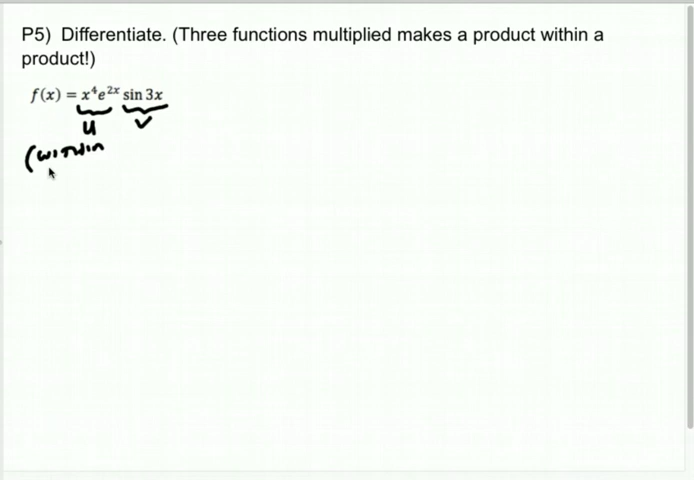 P5) Differentiate. (Three functions multiplied makes a product within a
product!)
f(x) = x⁴e²ˣ sin 3x
u v
(within